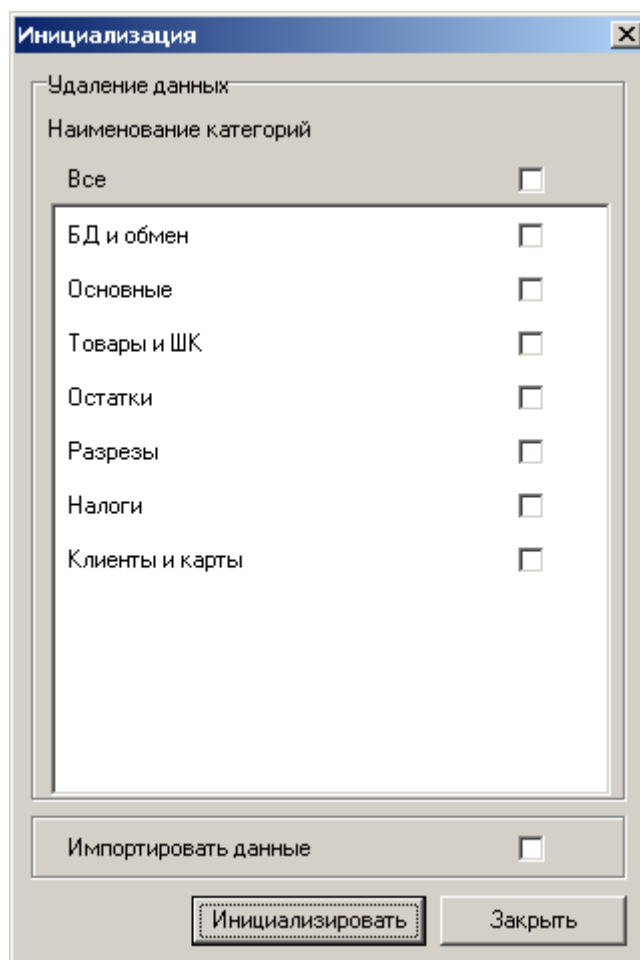 Инициализация
Удаление данных
Наименование категорий
Все
БД и обмен
Основные
Товары и ШК
Остатки
Разрезы
Налоги
Клиенты и карты
Импортировать данные
Инициализировать Закрыть